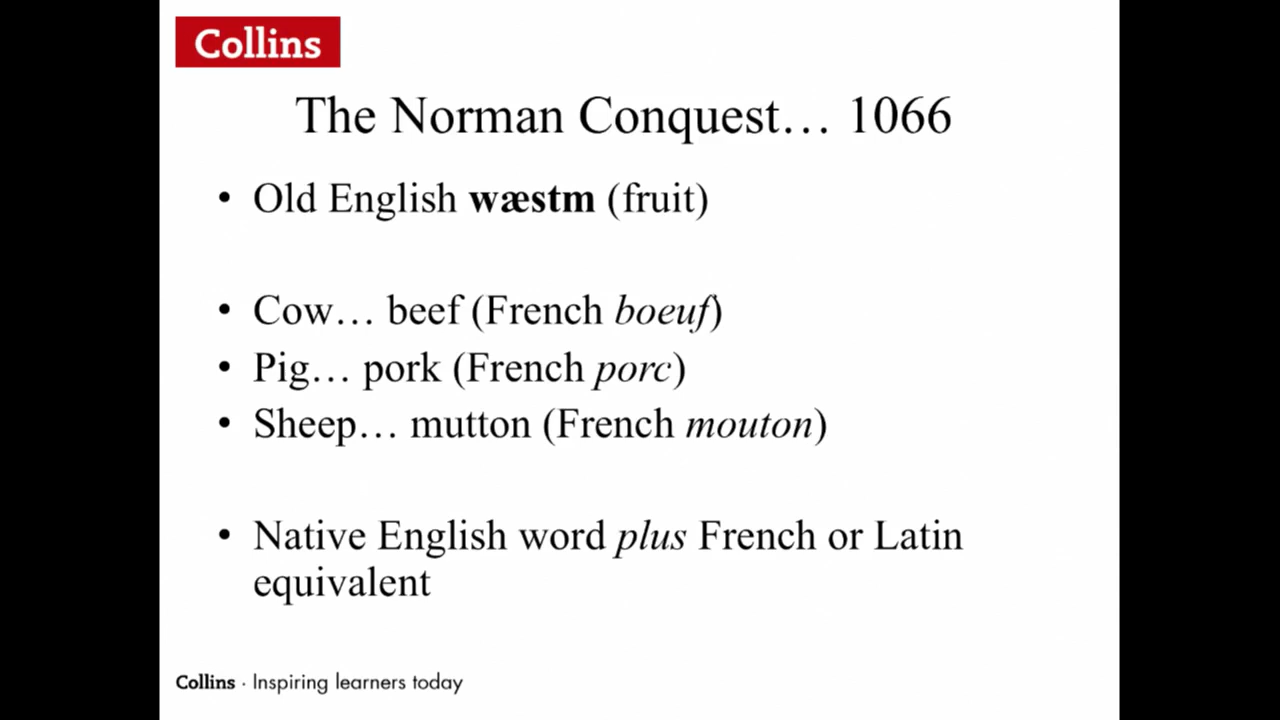 Collins
The Norman Conquest… 1066
• Old English wæstm (fruit)
• Cow… beef (French boeuf)
• Pig… pork (French porc)
• Sheep… mutton (French mouton)
• Native English word plus French or Latin
equivalent
Collins · Inspiring learners today